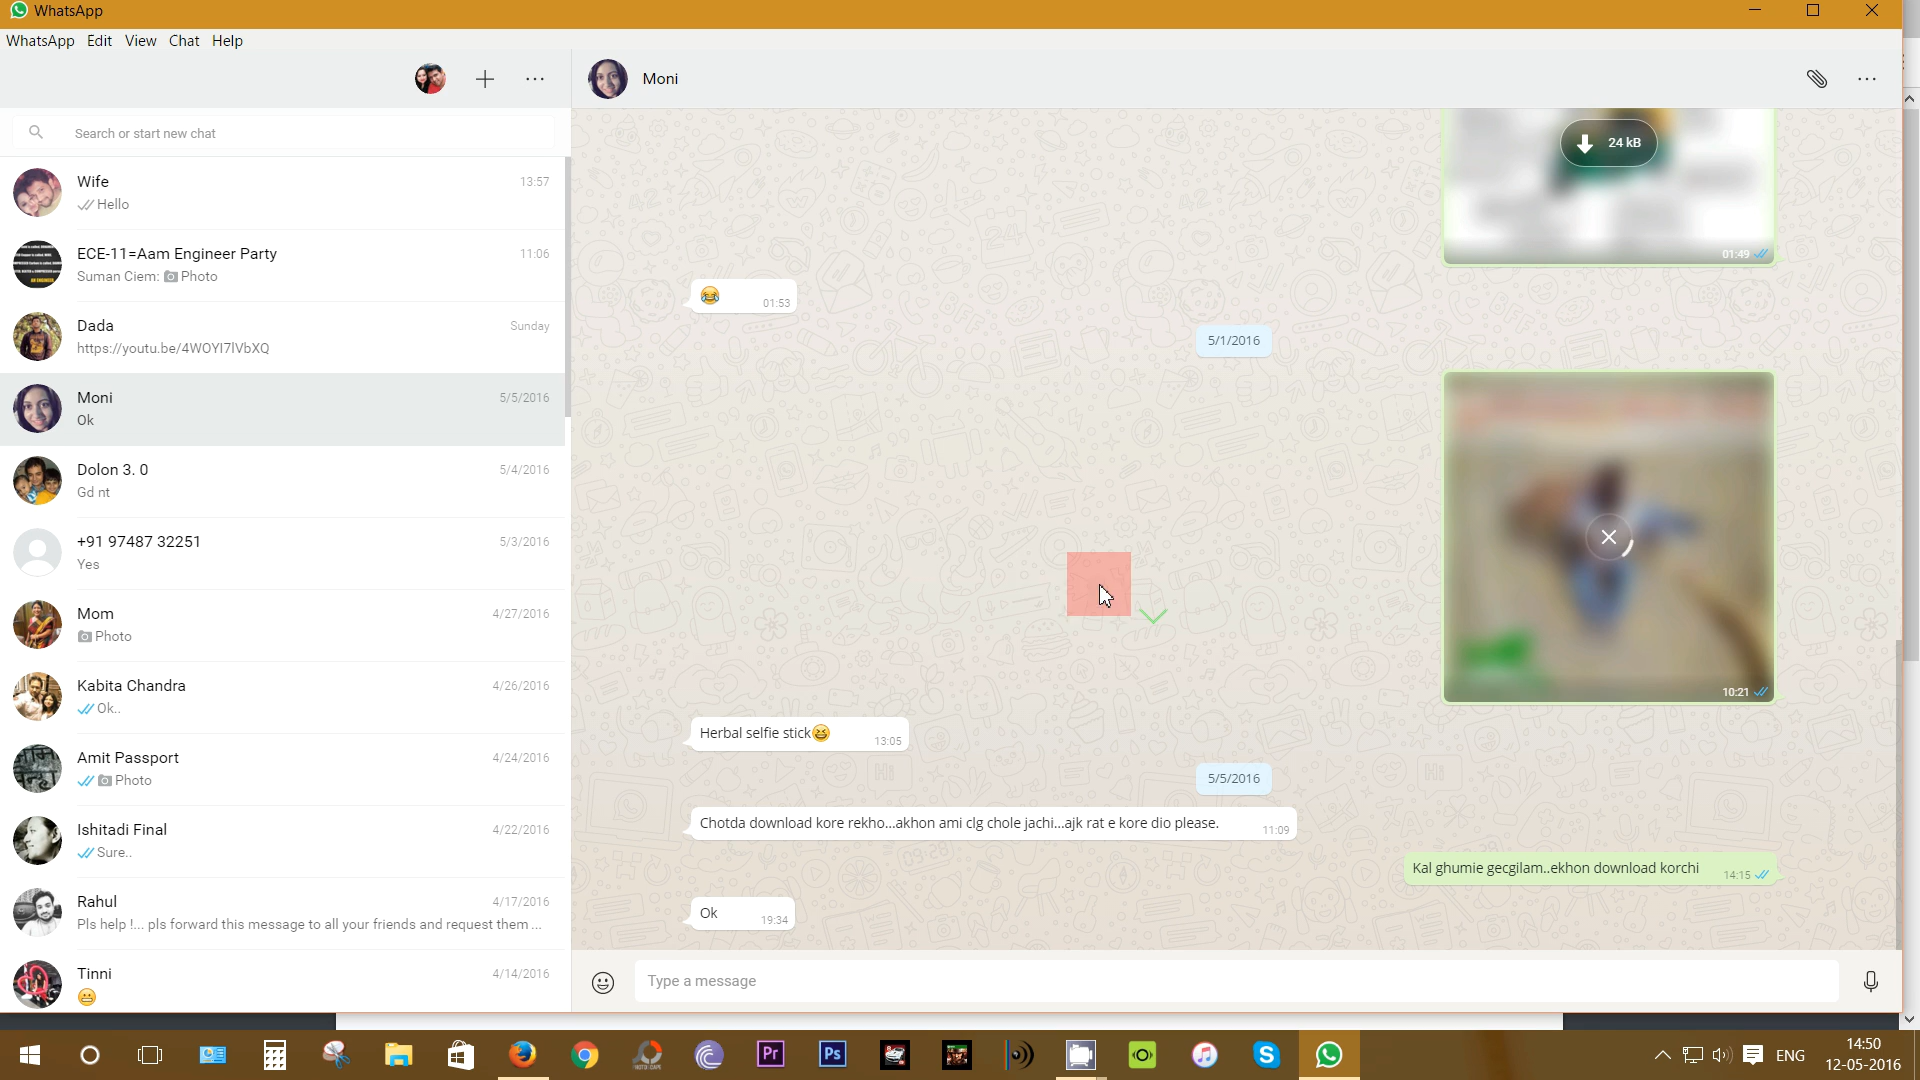 WhatsApp
WhatsApp Edit View Chat Help
Moni
Search or start new chat
Wife 13:57
Hello
ECE-11=Aam Engineer Party 11:06
Suman Ciem: Photo
Dada Sunday
https://youtu.be/4WOYI7lVbXQ
Moni 5/5/2016
Ok
Dolon 3. 0 5/4/2016
Gd nt
+91 97487 32251 5/3/2016
Yes
Mom 4/27/2016
Photo
Kabita Chandra 4/26/2016
Ok..
Amit Passport 4/24/2016
Photo
Ishitadi Final 4/22/2016
Sure..
Rahul 4/17/2016
Pls help !... pls forward this message to all your friends and request them ...
Tinni 4/14/2016
😬
24 kB
01:49
😂 01:53
5/1/2016
10:21
Herbal selfie stick😆 13:05
5/5/2016
Chotda download kore rekho...akhon ami clg chole jachi...ajk rat e kore dio please. 11:09
Kal ghumie gecgilam..ekhon download korchi 14:15
Ok 19:34
Type a message
Pr
Ps
ENG
14:50
12-05-2016